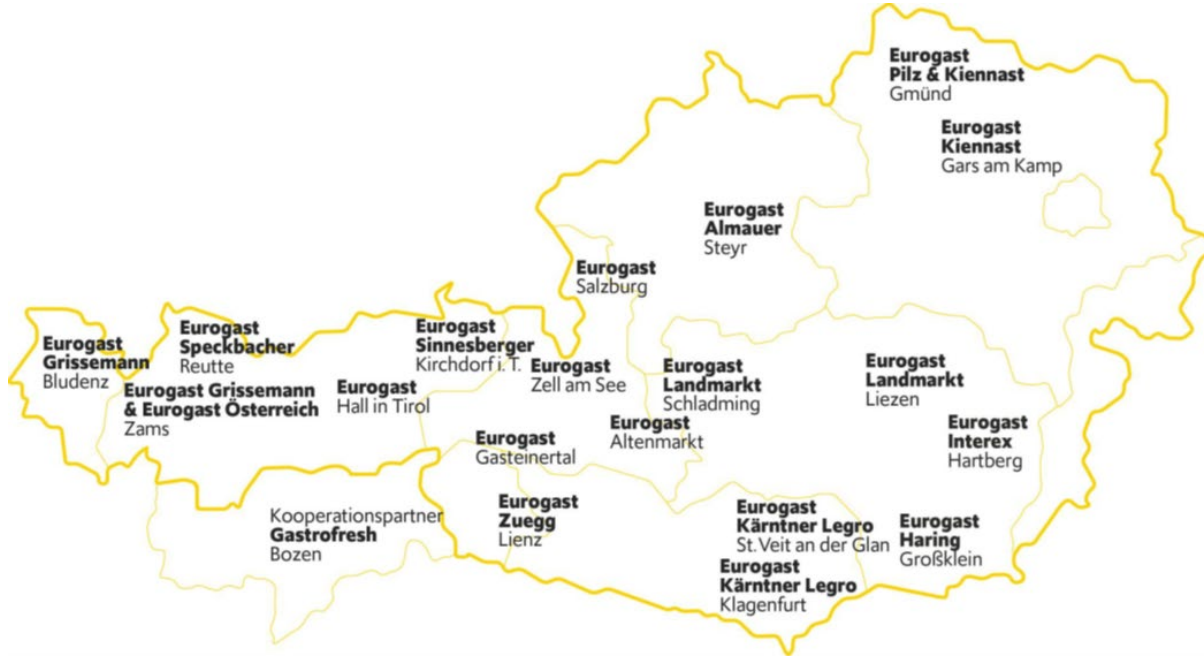 Eurogast
Pilz & Kiennast
Gmünd
Eurogast
Kiennast
Gars am Kamp
Eurogast
Almauer
Steyr
Eurogast
Salzburg
Eurogast
Grissemann
Bludenz
Eurogast
Speckbacher
Reutte
Eurogast Grissemann
& Eurogast Österreich
Zams
Eurogast
Hall in Tirol
Eurogast
Sinnesberger
Kirchdorf i. T.
Eurogast
Zell am See
Eurogast
Landmarkt
Schladming
Eurogast
Landmarkt
Liezen
Eurogast
Altenmarkt
Eurogast
Interex
Hartberg
Eurogast
Gasteinertal
Kooperationspartner
Gastrofresh
Bozen
Eurogast
Zuegg
Lienz
Eurogast
Kärntner Legro
St. Veit an der Glan
Eurogast
Haring
Großklein
Eurogast
Kärntner Legro
Klagenfurt